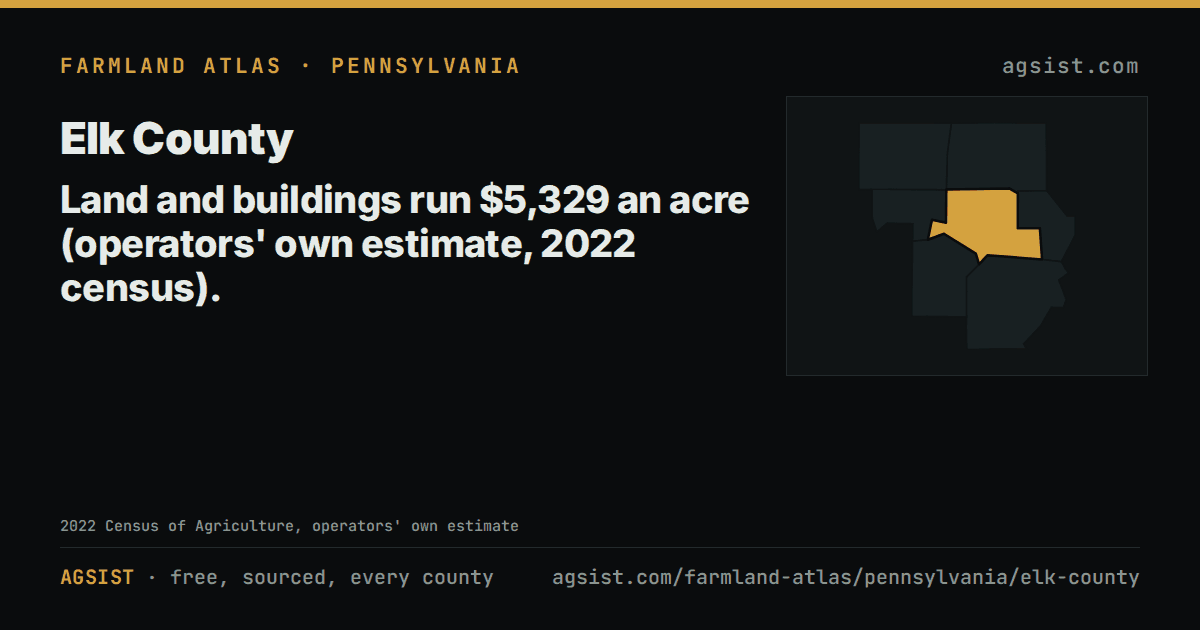 FARMLAND ATLAS · PENNSYLVANIA
agsist.com
Elk County
Land and buildings run $5,329 an acre
(operators' own estimate, 2022
census).
2022 Census of Agriculture, operators' own estimate
AGSIST · free, sourced, every county
agsist.com/farmland-atlas/pennsylvania/elk-county